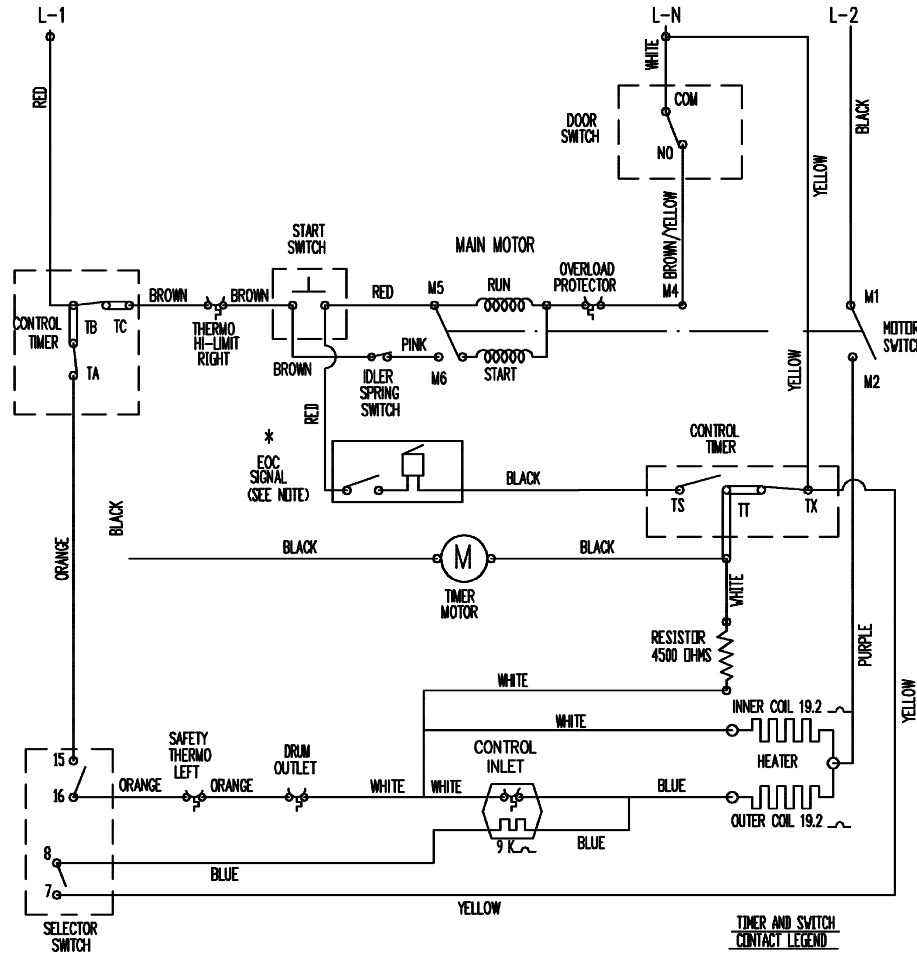 L-1
L-N
L-2
RED
WHITE
BLACK
COM
DOOR
SWITCH
NO
YELLOW
BROWN/YELLOW
START
SWITCH
MAIN MOTOR
OVERLOAD
PROTECTOR
BROWN
BROWN
RED
M5
RUN
M4
M1
CONTROL
TIMER
TB
TC
THERMO
HI-LIMIT
RIGHT
MOTOR
SWITCH
PINK
BROWN
M6
START
IDLER
SPRING
SWITCH
TA
M2
YELLOW
RED
*
EOC
SIGNAL
(SEE NOTE)
CONTROL
TIMER
BLACK
TS
TT
TX
BLACK
ORANGE
BLACK
M
BLACK
TIMER
MOTOR
WHITE
RESISTOR
4500 OHMS
PURPLE
WHITE
YELLOW
INNER COIL 19.2
WHITE
SAFETY
THERMO
LEFT
DRUM
OUTLET
CONTROL
INLET
HEATER
15
16
ORANGE
ORANGE
WHITE
WHITE
BLUE
OUTER COIL 19.2
9 K
BLUE
8
BLUE
7
YELLOW
SELECTOR
SWITCH
TIMER AND SWITCH
CONTACT LEGEND